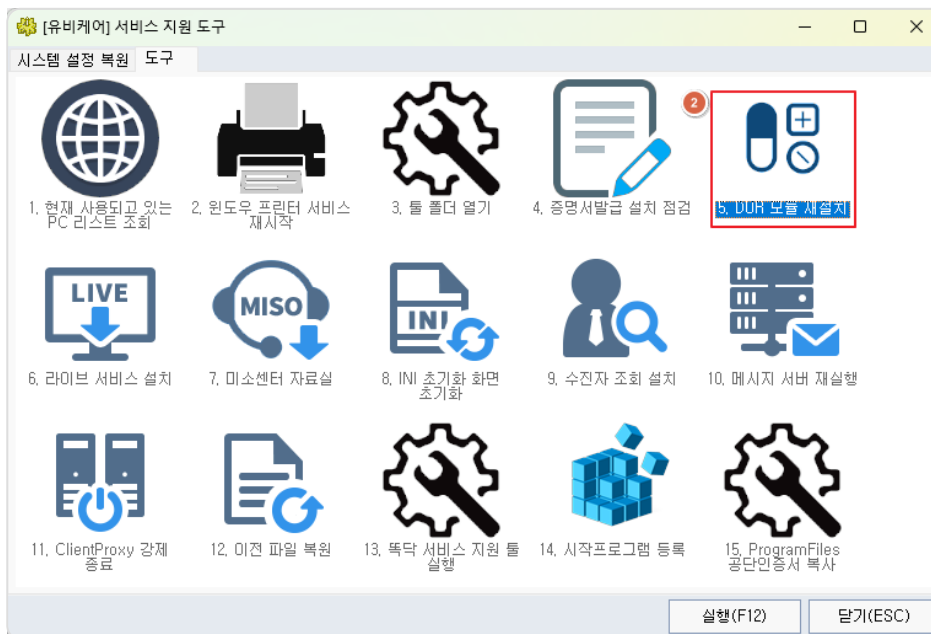 [유비케어] 서비스 지원 도구
시스템 설정 복원 도구
2
1. 현재 사용되고 있는
PC 리스트 조회
2. 윈도우 프린터 서비스
재시작
3. 툴 폴더 열기
4. 증명서발급 설치 점검
5. DUR 모듈 재설치
LIVE
6. 라이브 서비스 설치
MISO
7. 미소센터 자료실
INI
8. INI 초기화 화면
초기화
9. 수진자 조회 설치
10. 메시지 서버 재실행
11. ClientProxy 강제
종료
12. 이전 파일 복원
13. 똑닥 서비스 지원 툴
실행
14. 시작프로그램 등록
15. ProgramFiles
공단인증서 복사
실행(F12)
닫기(ESC)